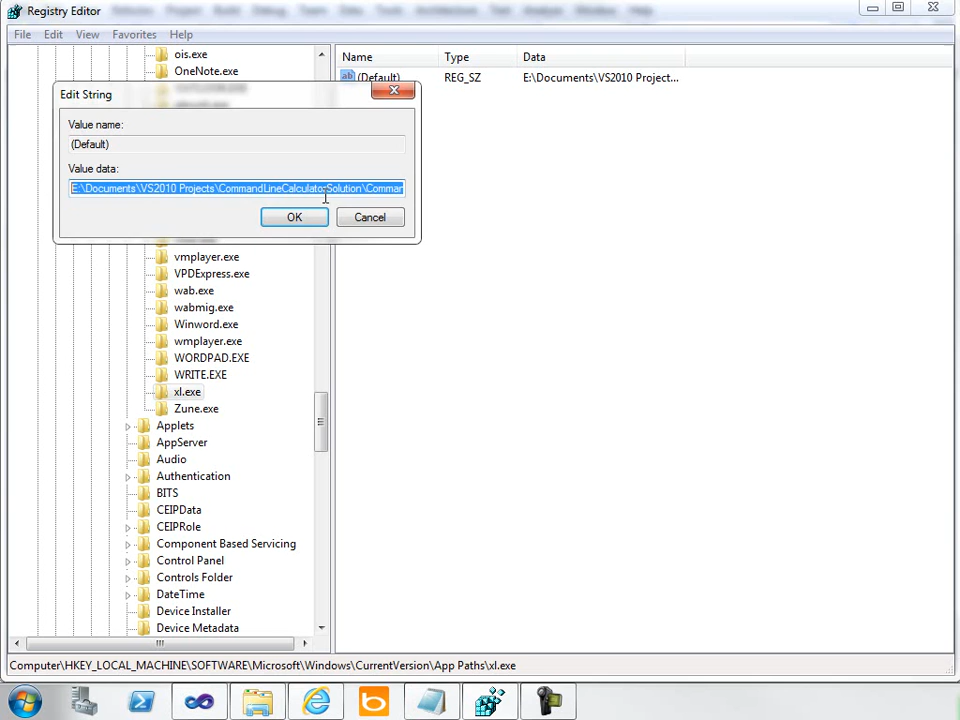 Registry Editor
File Edit View Favorites Help
ois.exe
OneNote.exe
Name Type Data
(Default) REG_SZ E:\Documents\VS2010 Project...
Edit String
Value name:
(Default)
Value data:
E:\Documents\VS2010 Projects\CommandLineCalculatorSolution\Comman
OK Cancel
vmplayer.exe
VPDExpress.exe
wab.exe
wabmig.exe
Winword.exe
wmplayer.exe
WORDPAD.EXE
WRITE.EXE
xl.exe
Zune.exe
Applets
AppServer
Audio
Authentication
BITS
CEIPData
CEIPRole
Component Based Servicing
Control Panel
Controls Folder
DateTime
Device Installer
Device Metadata
Computer\HKEY_LOCAL_MACHINE\SOFTWARE\Microsoft\Windows\CurrentVersion\App Paths\xl.exe